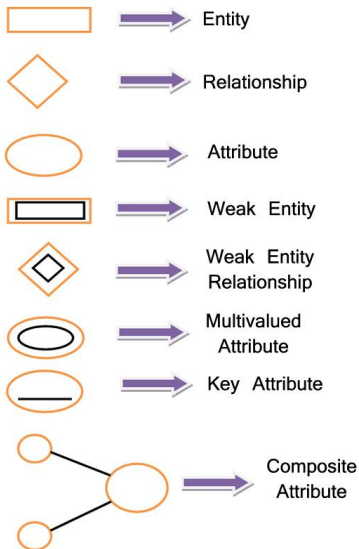 Entity
Relationship
Attribute
Weak Entity
Weak Entity
Relationship
Multivalued
Attribute
Key Attribute
Composite
Attribute